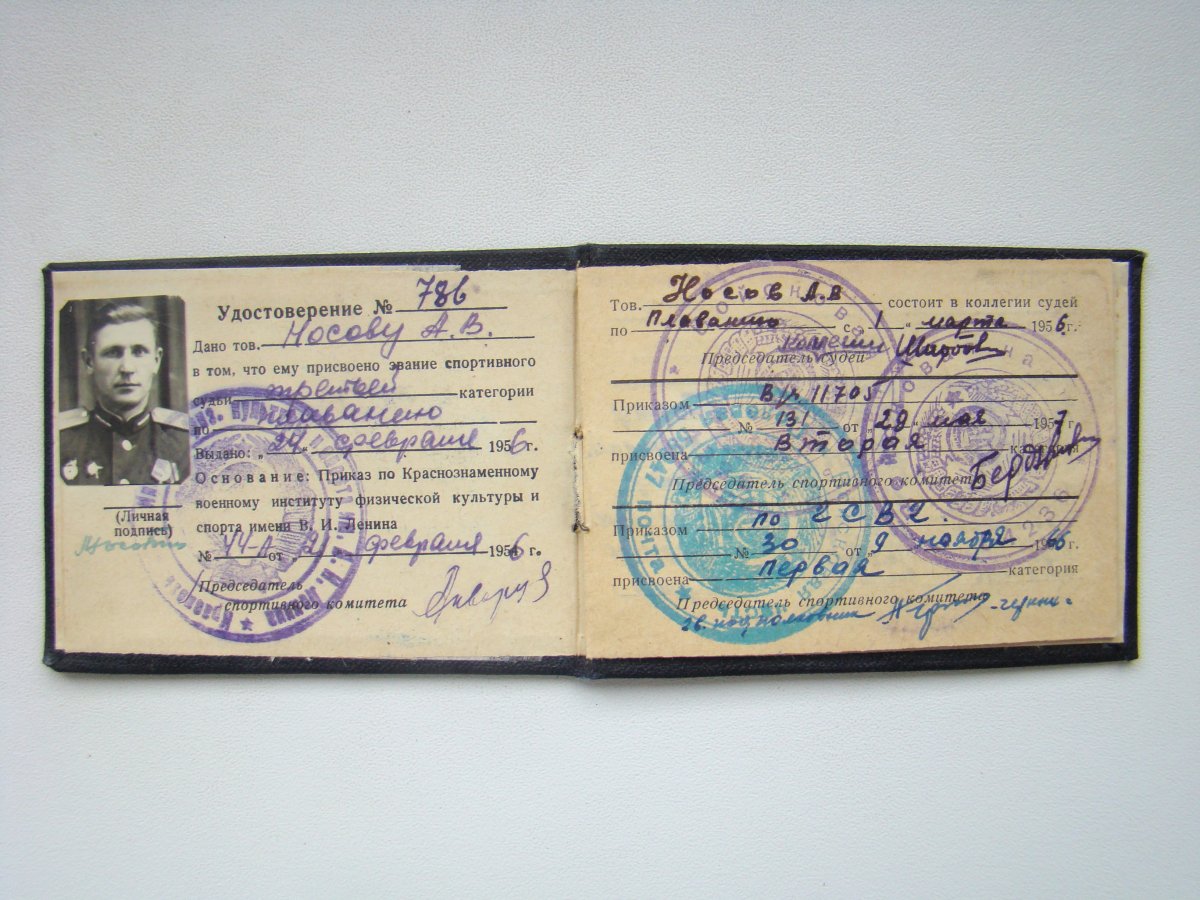 Удостоверение № 786
Дано тов. Носову А.В.
в том, что ему присвоено звание спортивного
судьи третьей категории
по плаванию
Выдано: „24" февраля 1956 г.
Основание: Приказ по Краснознаменному
военному институту физической культуры и
спорта имени В. И. Ленина
№ 44-А от 2 февраля 1956 г.
Председатель
спортивного комитета
(Личная
подпись)
Тов. Носов А.В состоит в коллегии судей
по Плаванию с „1" марта 1956 г.
Председатель коллегии судей
Приказом В/ч 11705
№ 131 от „29" мая 1957 г.
присвоена Вторая категория
Председатель спортивного комитета
Приказом по ГСВГ.
№ 30 от 9 ноября г.
присвоена первая категория
Председатель спортивного комитета